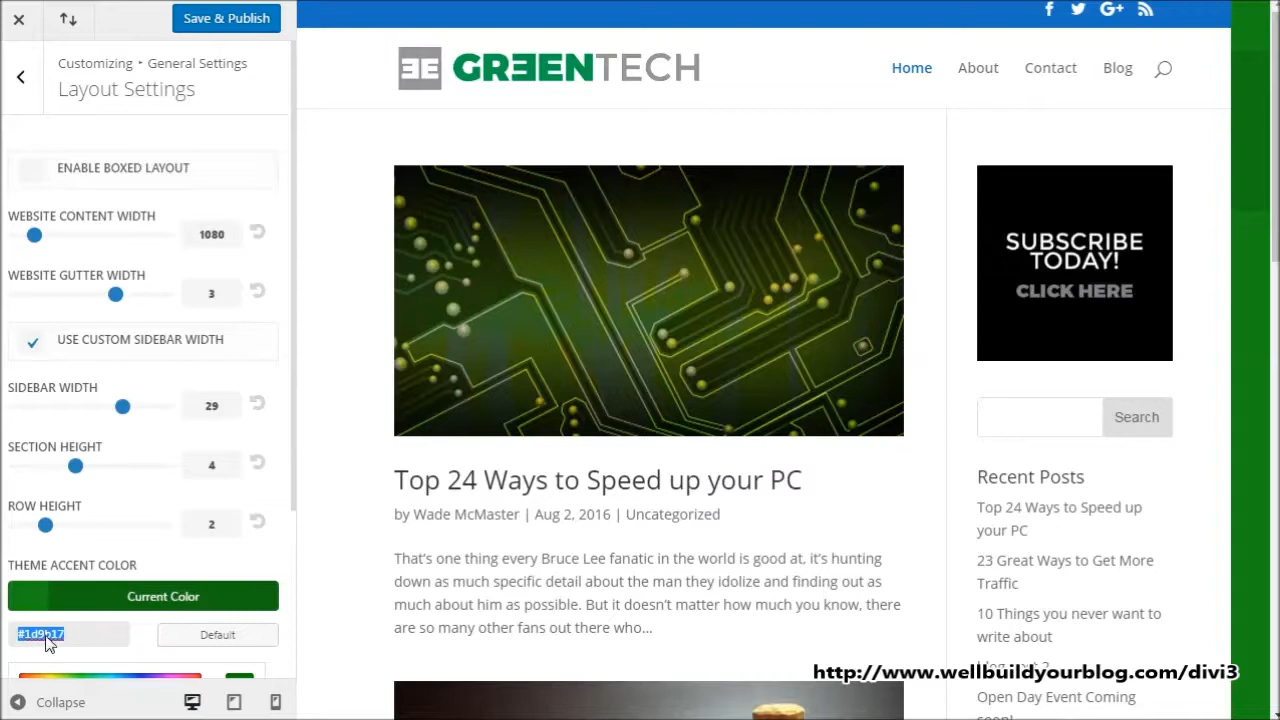 Save & Publish
Customizing ‣ General Settings
Layout Settings
ENABLE BOXED LAYOUT
WEBSITE CONTENT WIDTH
1080
WEBSITE GUTTER WIDTH
3
USE CUSTOM SIDEBAR WIDTH
SIDEBAR WIDTH
29
SECTION HEIGHT
4
ROW HEIGHT
2
THEME ACCENT COLOR
Current Color
Default
Collapse
GREENTECH
Home About Contact Blog
Top 24 Ways to Speed up your PC
by Wade McMaster | Aug 2, 2016 | Uncategorized
That's one thing every Bruce Lee fanatic in the world is good at, it's hunting
down as much specific detail about the man they idolize and finding out as
much about him as possible. But it doesn't matter how much you know, there
are so many other fans out there who...
SUBSCRIBE
TODAY!
CLICK HERE
Search
Recent Posts
Top 24 Ways to Speed up
your PC
23 Great Ways to Get More
Traffic
10 Things you never want to
write about
http://www.wellbuildyourblog.com/divi3
Open Day Event Coming
soon!